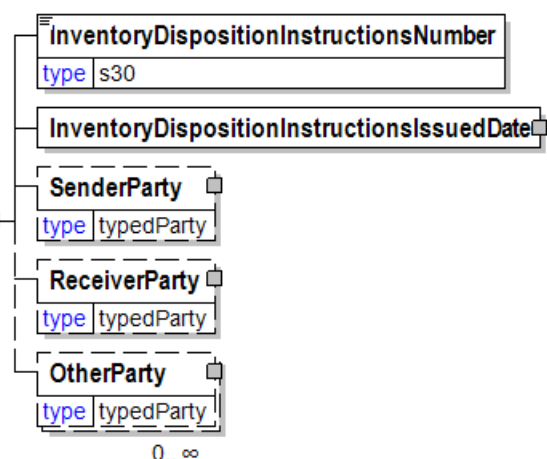 InventoryDispositionInstructionsNumber
type s30
InventoryDispositionInstructionsIssuedDate
SenderParty
type typedParty
ReceiverParty
type typedParty
OtherParty
type typedParty
0 ∞